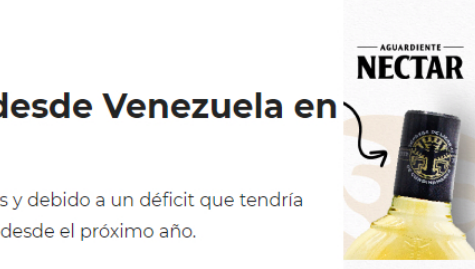 desde Venezuela en
s y debido a un déficit que tendría
desde el próximo año.
AGUARDIENTE
NECTAR